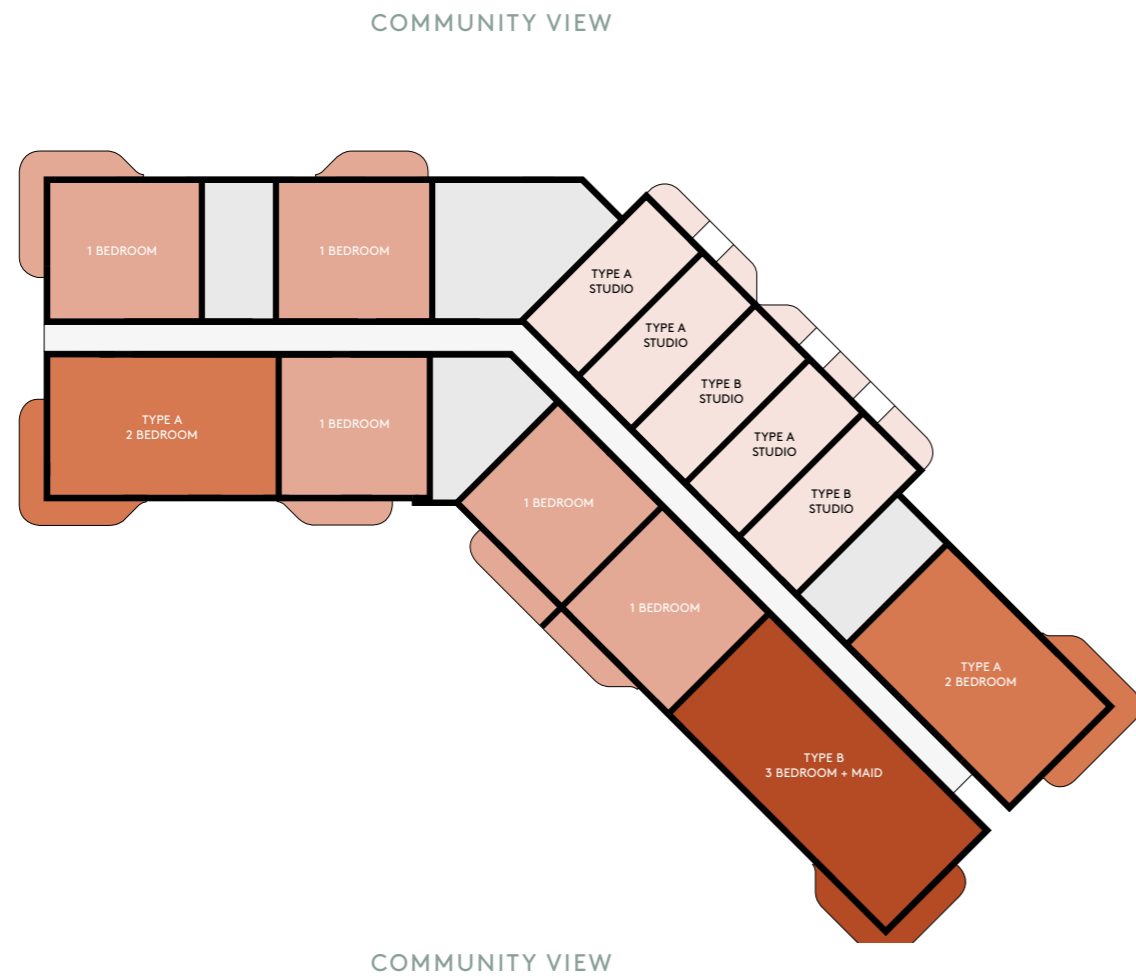 COMMUNITY VIEW
1 BEDROOM
1 BEDROOM
TYPE A
STUDIO
TYPE A
STUDIO
TYPE B
STUDIO
TYPE A
STUDIO
TYPE B
STUDIO
TYPE A
2 BEDROOM
1 BEDROOM
1 BEDROOM
1 BEDROOM
TYPE A
2 BEDROOM
TYPE B
3 BEDROOM + MAID
COMMUNITY VIEW